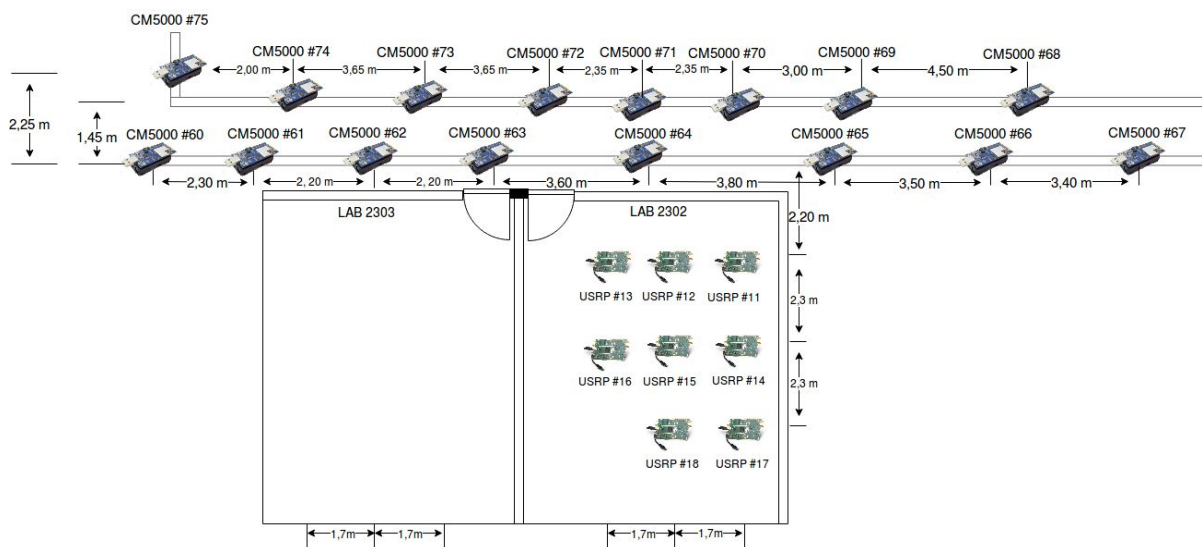 CM5000 #75
CM5000 #74 CM5000 #73 CM5000 #72 CM5000 #71 CM5000 #70 CM5000 #69 CM5000 #68
2,00 m 3,65 m 3,65 m 2,35 m 2,35 m 3,00 m 4,50 m
2,25 m
1,45 m
CM5000 #60 CM5000 #61 CM5000 #62 CM5000 #63 CM5000 #64 CM5000 #65 CM5000 #66 CM5000 #67
2,30 m 2, 20 m 2, 20 m 3,60 m 3,80 m 3,50 m 3,40 m
LAB 2303 LAB 2302
2,20 m
USRP #13 USRP #12 USRP #11
2,3 m
USRP #16 USRP #15 USRP #14
2,3 m
USRP #18 USRP #17
1,7m 1,7m 1,7m 1,7m